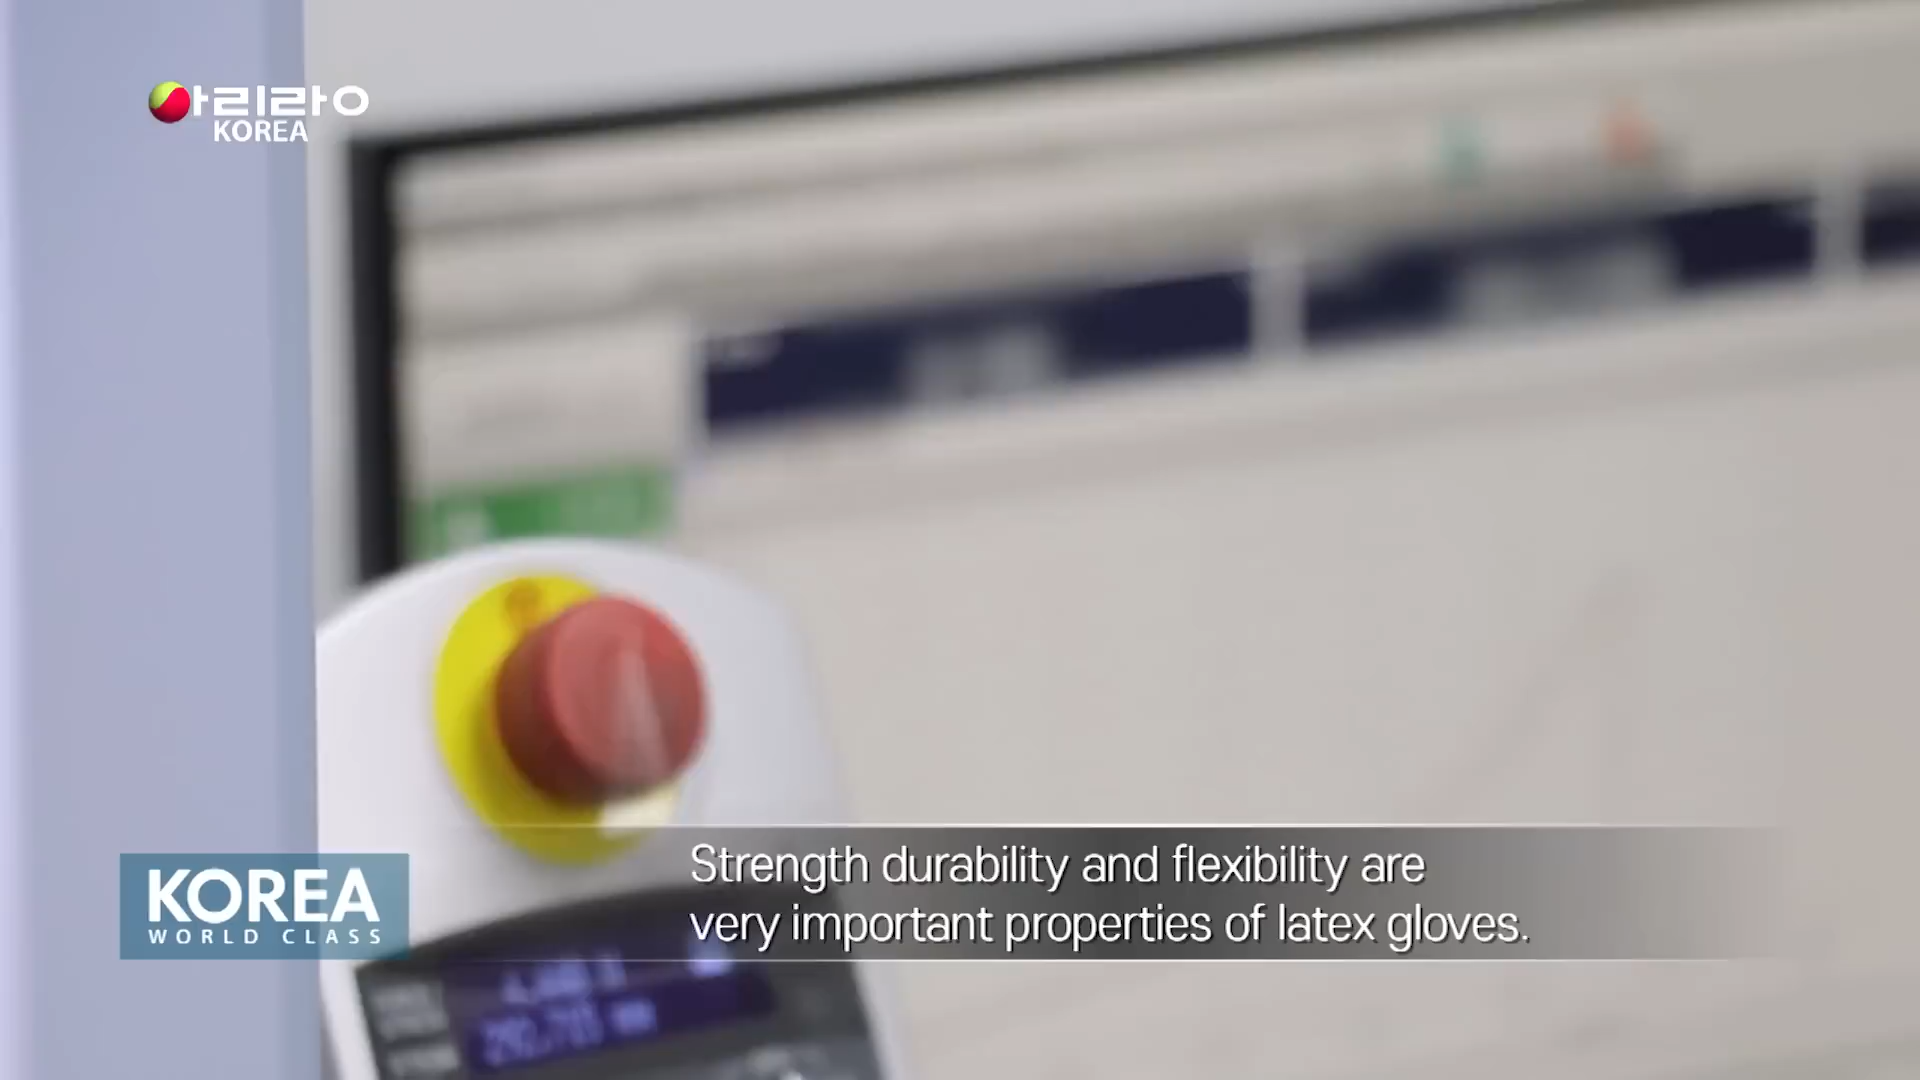 아리랑
KOREA
Strength durability and flexibility are
very important properties of latex gloves.
KOREA
WORLD CLASS